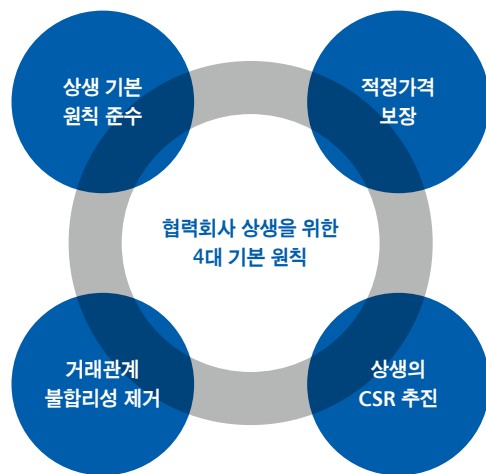 상생 기본
원칙 준수
적정가격
보장
협력회사 상생을 위한
4대 기본 원칙
거래관계
불합리성 제거
상생의
CSR 추진